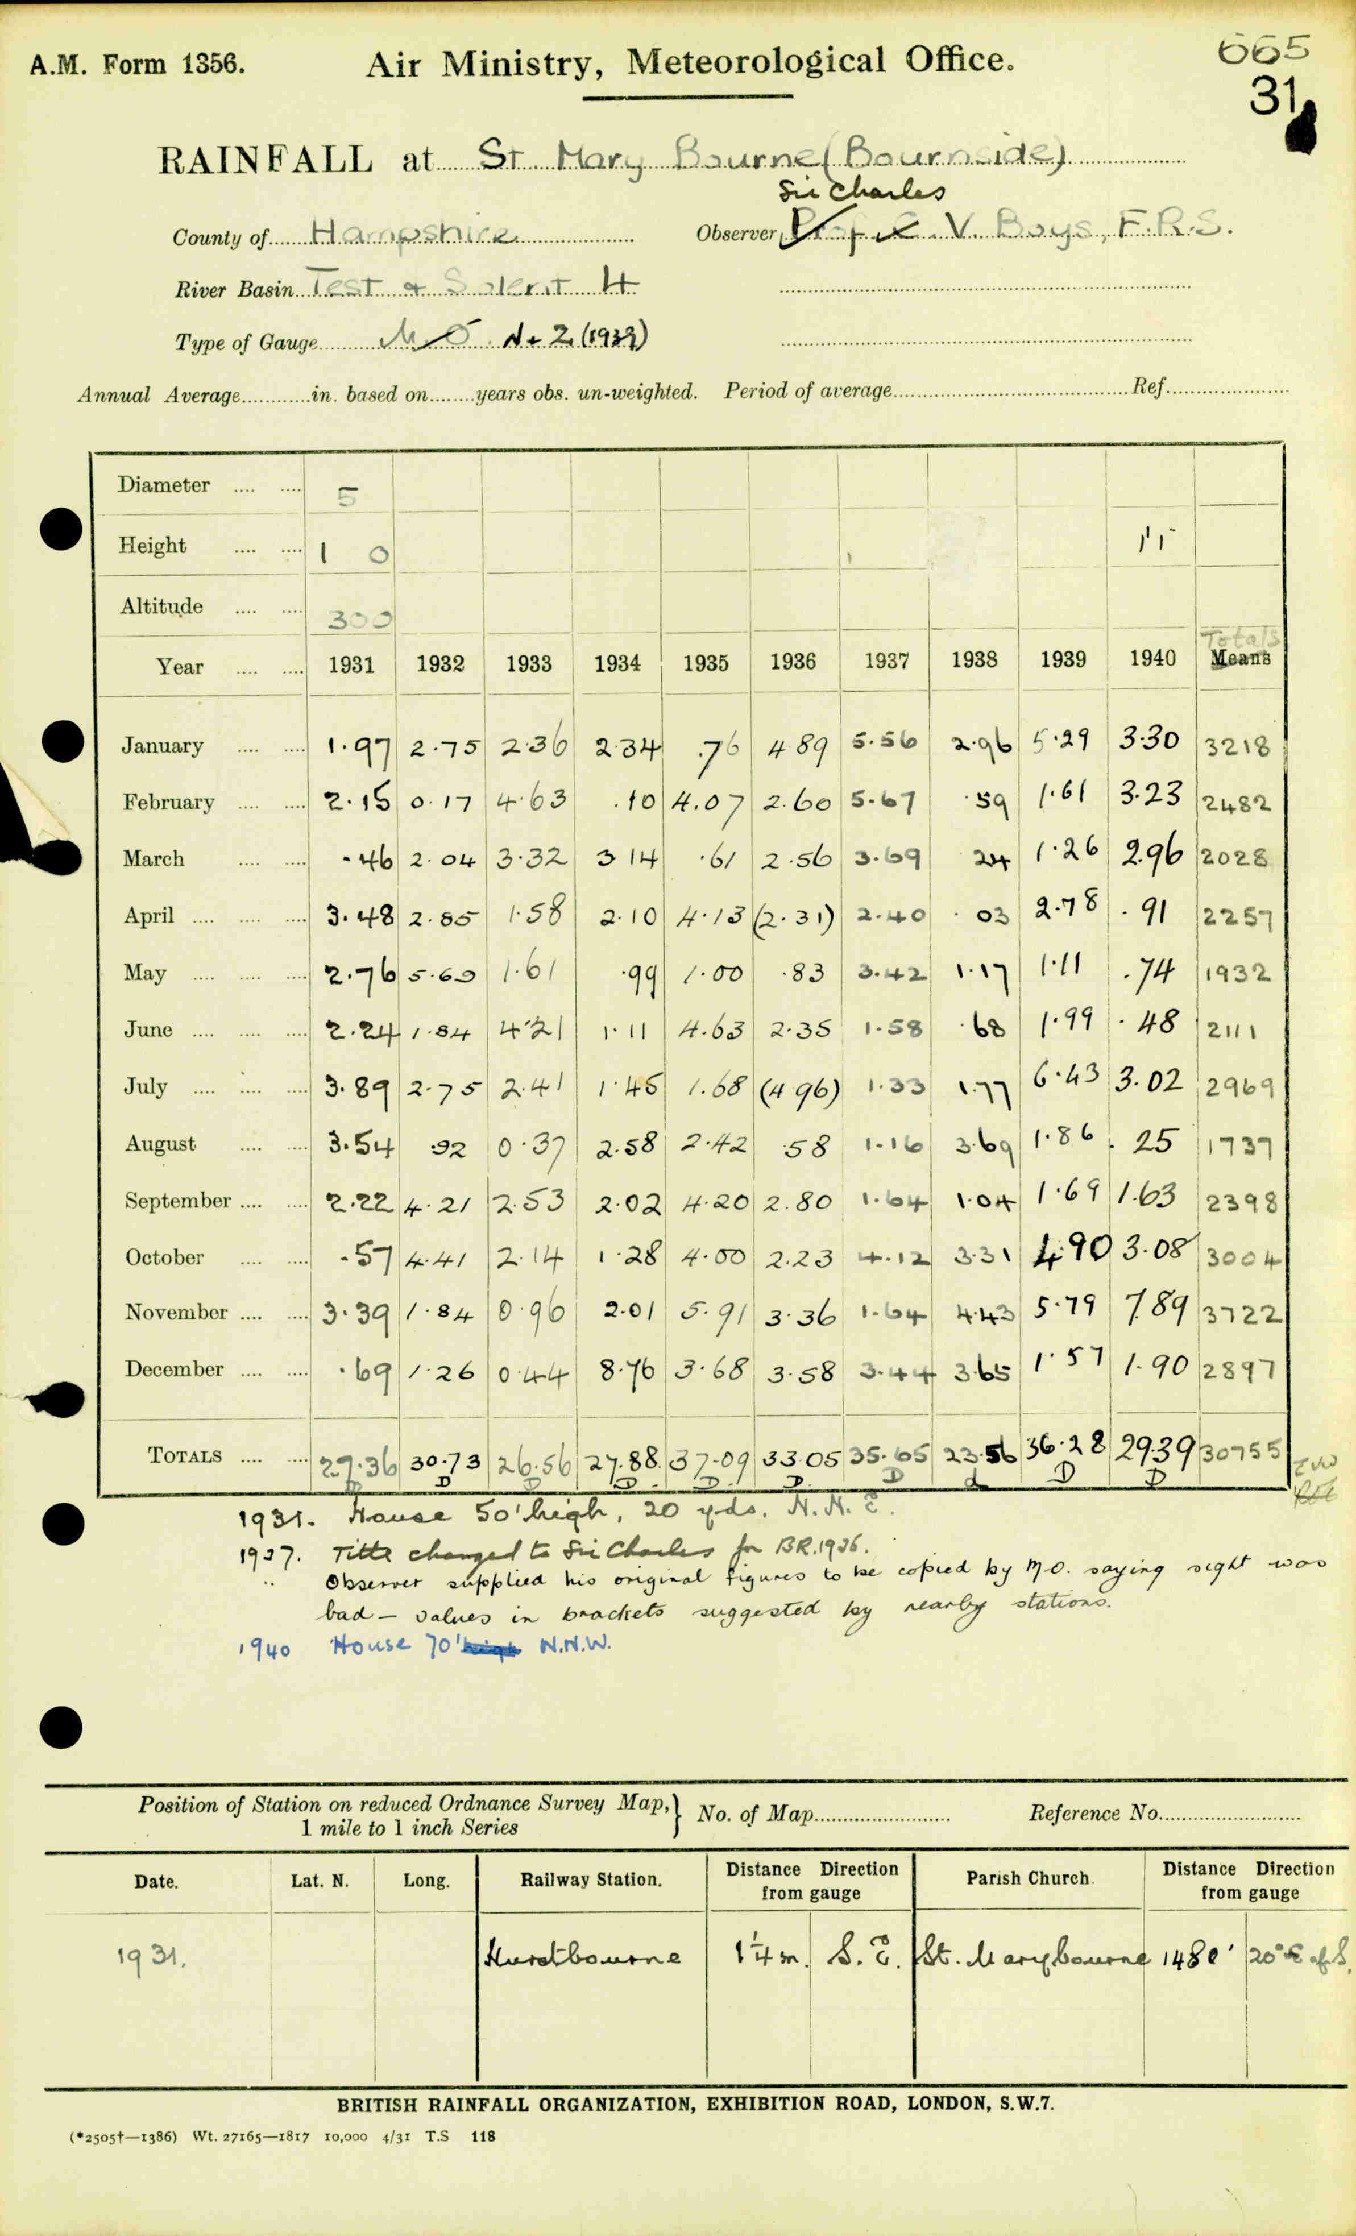 A.M. Form 1356. Air Ministry, Meteorological Office. 665
31
RAINFALL at St. Mary Bourne (Bournside)
Sir Charles
County of Hampshire Observer Prof C. V. Boys, F.R.S.
River Basin Test & Solent 4
Type of Gauge M O N+Z (1939)
Annual Average in. based on years obs. un-weighted. Period of average Ref
Diameter 5
Height 1 0 1'1"
Altitude 300
Totals
Year 1931 1932 1933 1934 1935 1936 1937 1938 1939 1940 Means
January 1.97 2.75 2.36 2.34 .76 4.89 5.56 2.96 5.29 3.30 3218
February 2.15 0.17 4.63 .10 4.07 2.60 5.67 .59 1.61 3.23 2482
March .46 2.04 3.32 3 14 .61 2.56 3.69 24 1.26 2.96 2028
April 3.48 2.85 1.58 2.10 4.13 (2.31) 2.40 .03 2.78 .91 2257
May 2.76 5.69 1.61 .99 1.00 .83 3.42 1.17 1.11 .74 1932
June 2.24 1.84 4.21 1.11 4.63 2.35 1.58 .68 1.99 .48 2111
July 3.89 2.75 2.41 1.45 1.68 (4 96) 1.33 1.77 6.43 3.02 2969
August 3.54 .92 0.37 2.58 2.42 .58 1.16 3.69 1.86 .25 1737
September 2.22 4.21 2.53 2.02 4.20 2.80 1.64 1.04 1.69 1.63 2398
October .57 4.41 2.14 1.28 4.00 2.23 4.12 3.31 4.90 3.08 3004
November 3.39 1.84 0.96 2.01 5.91 3.36 1.64 4.43 5.79 7.89 3722
December .69 1.26 0.44 8.76 3.68 3.58 3.44 3.65 1.57 1.90 2897
TOTALS 27.36 30.73 26.56 27.88 37.09 33.05 35.65 23.56 36.28 29.39 30755
D D D D D D D d D D
1931. House 50' high, 20 yds. N.N.E.
1937. Title changed to Sir Charles for BR.1936.
" Observer supplied his original figures to be copied by M.O. saying sight was
bad - values in brackets suggested by nearby stations.
1940 House 70' high N.N.W.
Position of Station on reduced Ordnance Survey Map, } No. of Map Reference No.
1 mile to 1 inch Series
Date. Lat. N. Long. Railway Station. Distance Direction from gauge Parish Church. Distance Direction from gauge
1931. Hurstbourne 1¼ m. S.E. St. Marybourne 1480' 20°E of S.
BRITISH RAINFALL ORGANIZATION, EXHIBITION ROAD, LONDON, S.W.7.
(*2505†—1386) Wt. 27165—1817 10,000 4/31 T.S 118